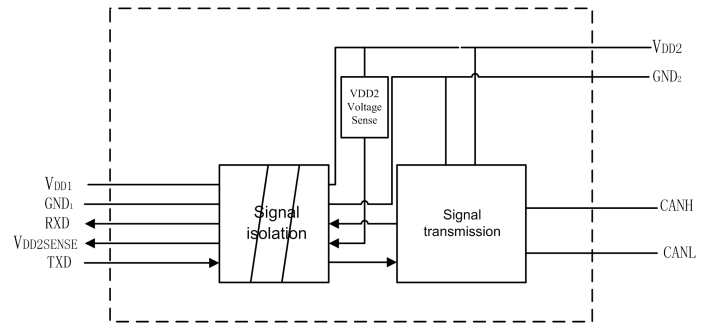 VDD2
GND2
VDD2
Voltage
Sense
VDD1
GND1
RXD
VDD2SENSE
TXD
Signal
isolation
Signal
transmission
CANH
CANL